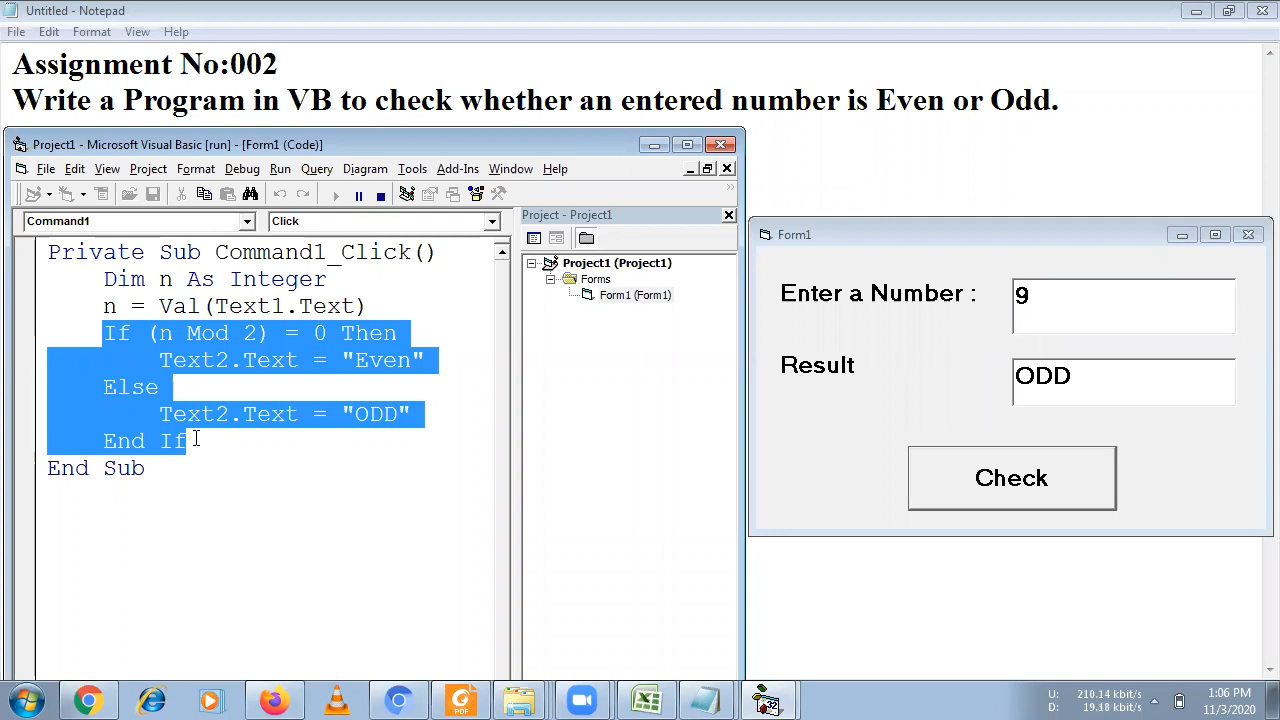 Untitled - Notepad
File Edit Format View Help
Assignment No:002
Write a Program in VB to check whether an entered number is Even or Odd.
Project1 - Microsoft Visual Basic [run] - [Form1 (Code)]
File Edit View Project Format Debug Run Query Diagram Tools Add-Ins Window Help
Command1 Click
Private Sub Command1_Click()
Dim n As Integer
n = Val(Text1.Text)
If (n Mod 2) = 0 Then
Text2.Text = "Even"
Else
Text2.Text = "ODD"
End If
End Sub
Project - Project1
Project1 (Project1)
Forms
Form1 (Form1)
Form1
Enter a Number : 9
Result ODD
Check
PDF
U: 210.14 kbit/s
D: 19.18 kbit/s
1:06 PM
11/3/2020